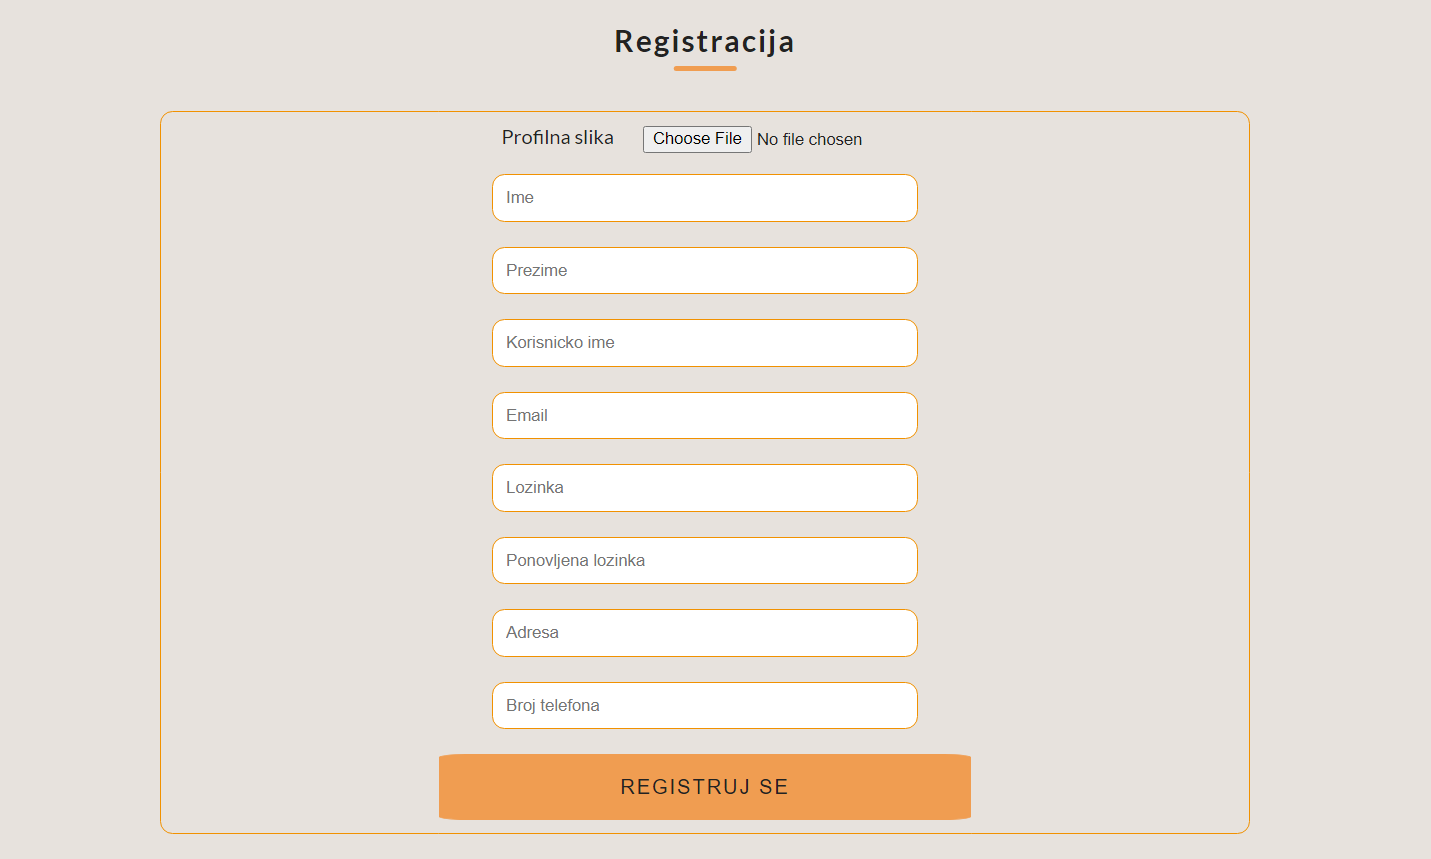 Registracija
Profilna slika Choose File No file chosen
Ime
Prezime
Korisnicko ime
Email
Lozinka
Ponovljena lozinka
Adresa
Broj telefona
REGISTRUJ SE